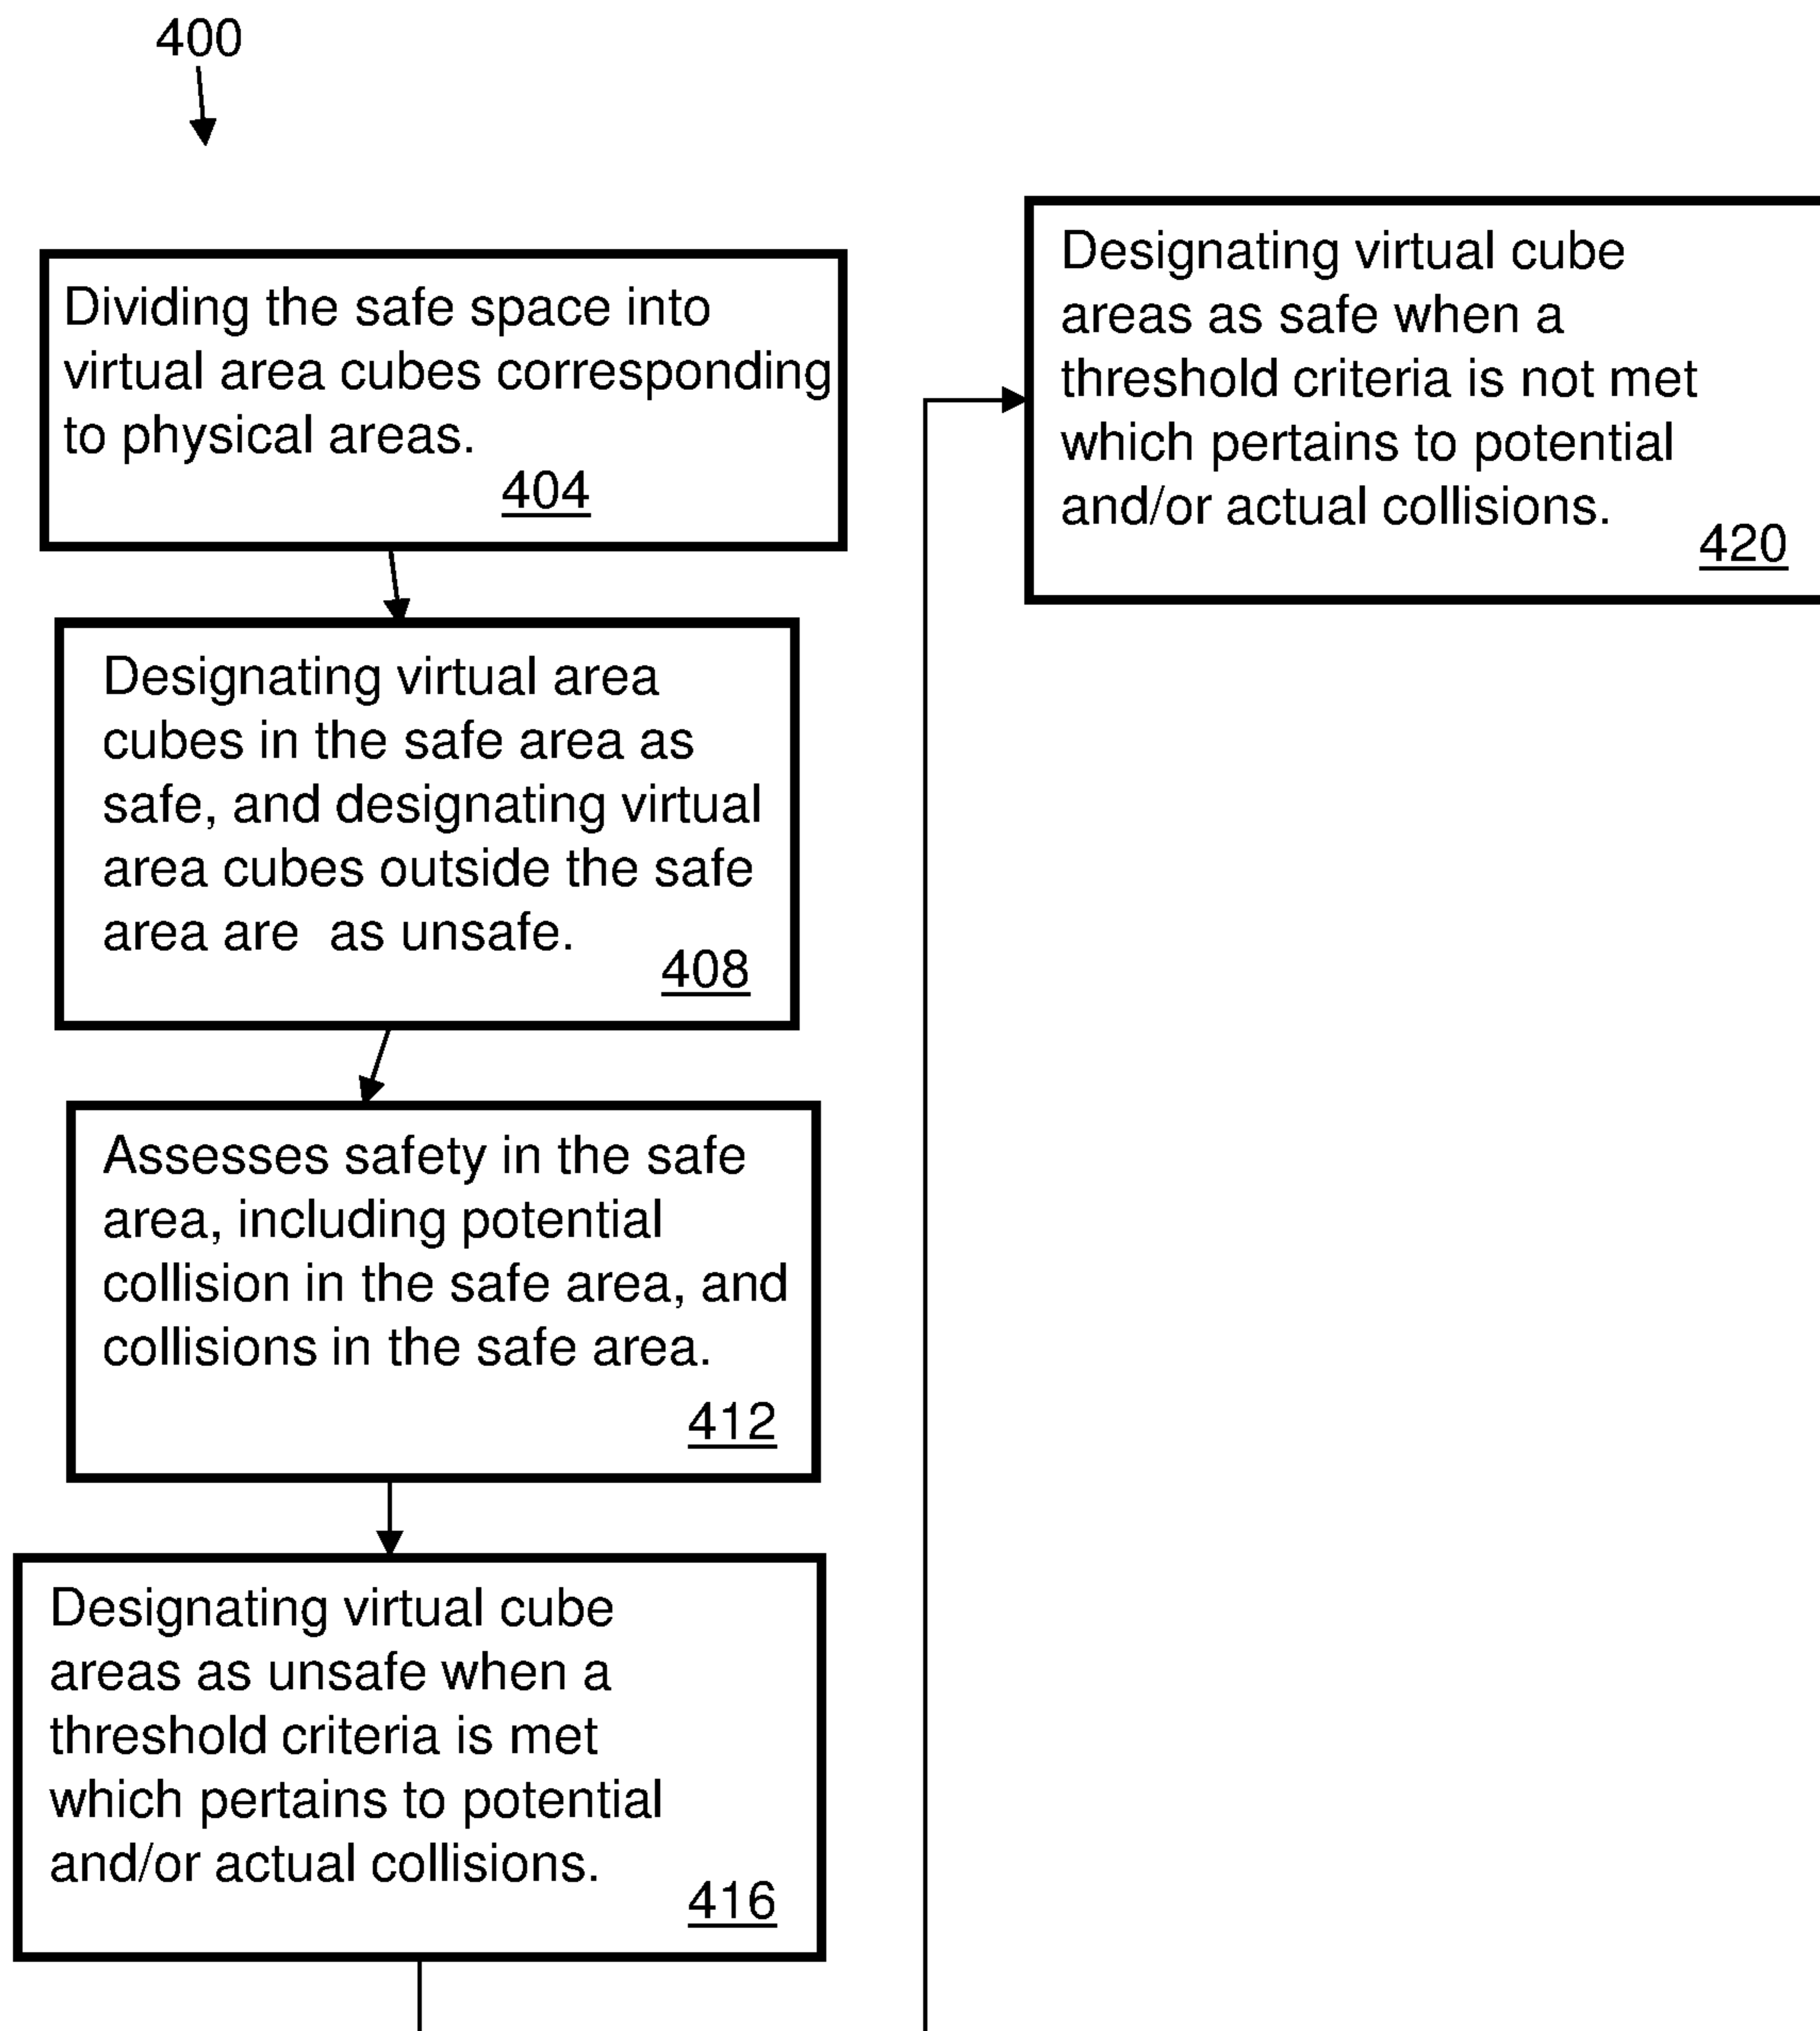 400
Dividing the safe space into
virtual area cubes corresponding
to physical areas.
404
Designating virtual area
cubes in the safe area as
safe, and designating virtual
area cubes outside the safe
area are  as unsafe.
408
Assesses safety in the safe
area, including potential
collision in the safe area, and
collisions in the safe area.
412
Designating virtual cube
areas as unsafe when a
threshold criteria is met
which pertains to potential
and/or actual collisions.
416
Designating virtual cube
areas as safe when a
threshold criteria is not met
which pertains to potential
and/or actual collisions.
420